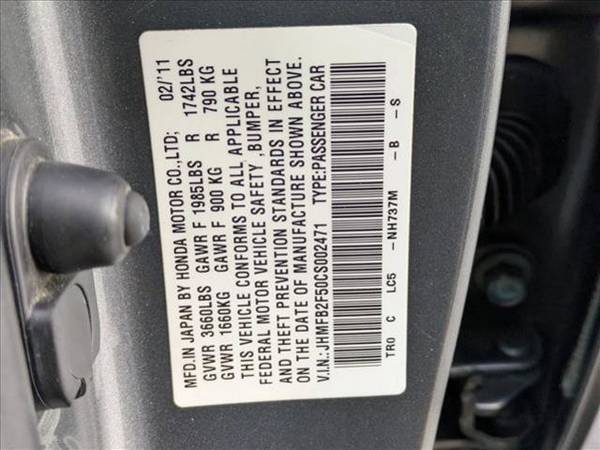 MFD.IN JAPAN BY HONDA MOTOR CO.,LTD; 02/'11
GVWR 3660LBS GAWR F 1985LBS R 1742LBS
GVWR 1660KG GAWR F 900 KG R 790 KG
THIS VEHICLE CONFORMS TO ALL APPLICABLE
FEDERAL MOTOR VEHICLE SAFETY ,BUMPER,
AND THEFT PREVENTION STANDARDS IN EFFECT
ON THE DATE OF MANUFACTURE SHOWN ABOVE.
V.I.N.:JHMFB2F50CS002471 TYPE:PASSENGER CAR
TR0 C LC5 -NH737M -B -S